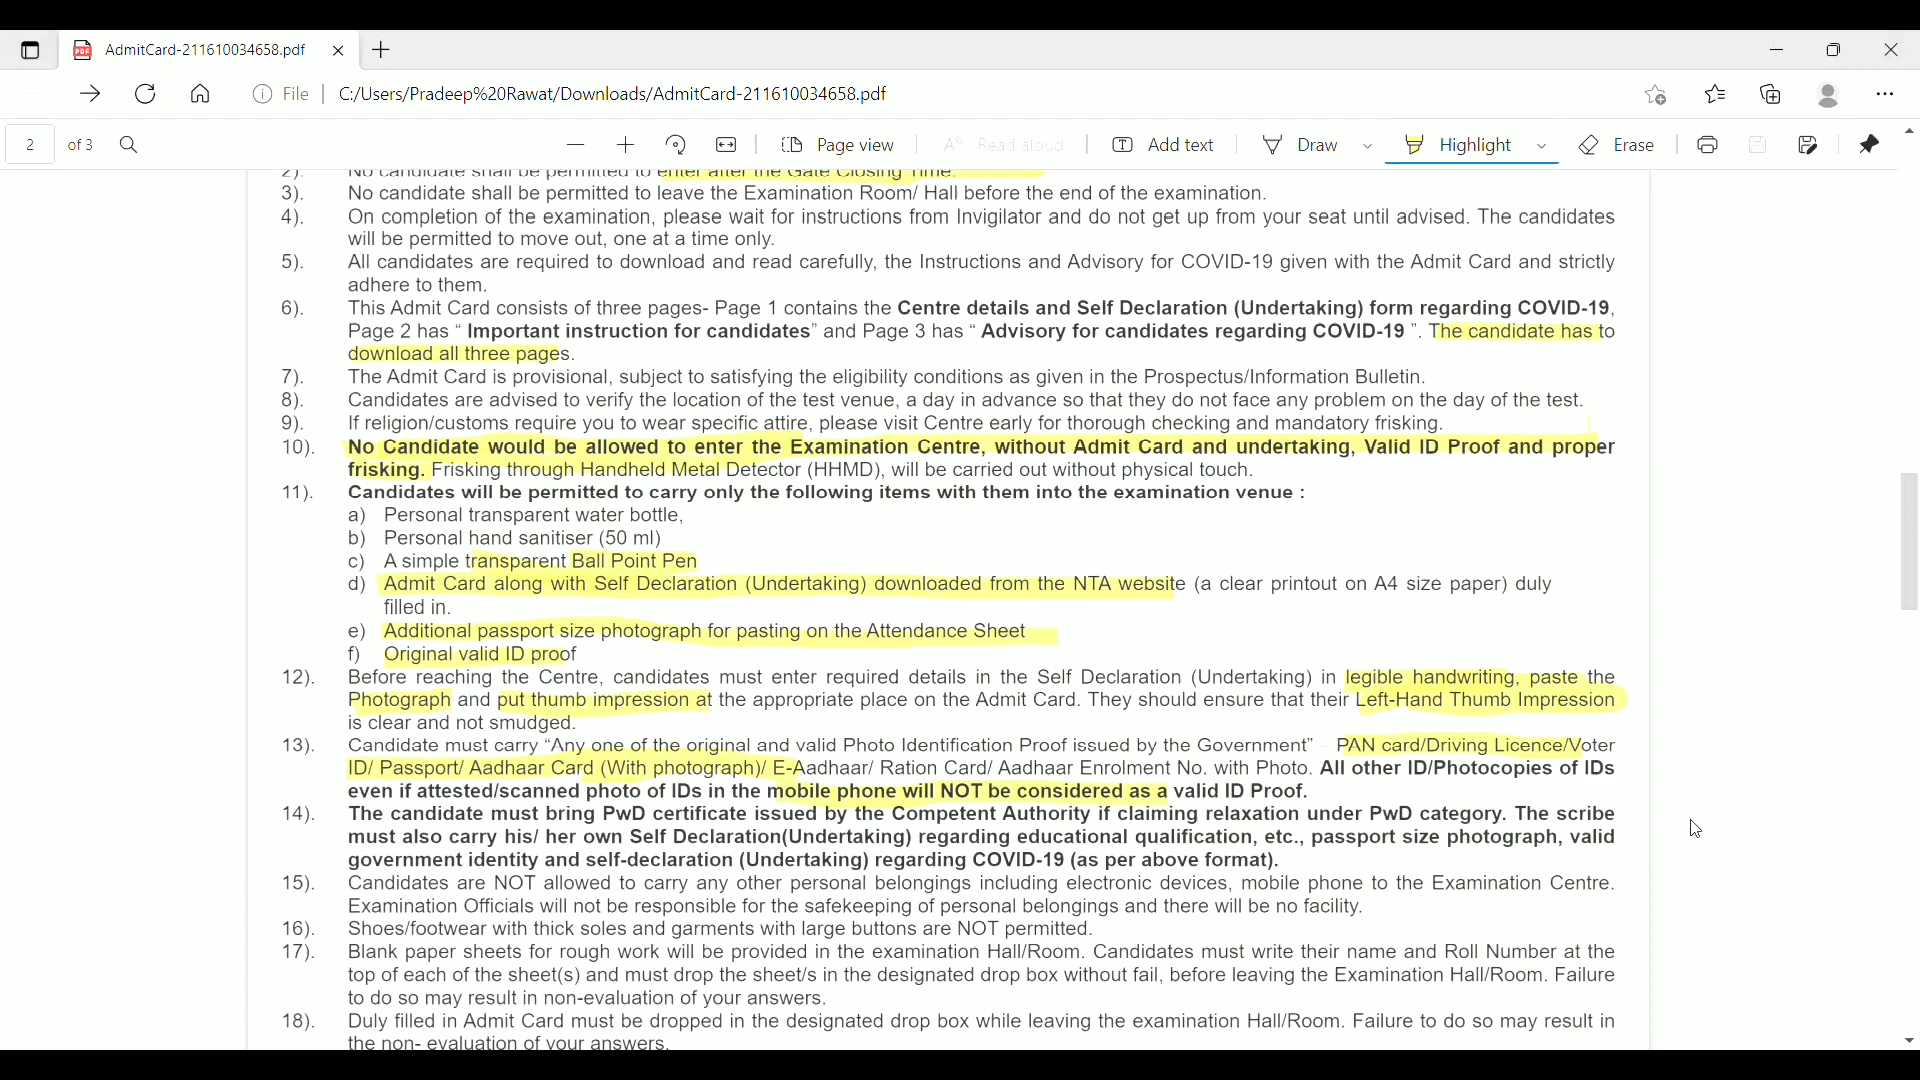 AdmitCard-211610034658.pdf
File C:/Users/Pradeep%20Rawat/Downloads/AdmitCard-211610034658.pdf
2 of 3 Page view Read aloud Add text Draw Highlight Erase
2). No candidate shall be permitted to enter after the Gate Closing Time.
3). No candidate shall be permitted to leave the Examination Room/ Hall before the end of the examination.
4). On completion of the examination, please wait for instructions from Invigilator and do not get up from your seat until advised. The candidates
will be permitted to move out, one at a time only.
5). All candidates are required to download and read carefully, the Instructions and Advisory for COVID-19 given with the Admit Card and strictly
adhere to them.
6). This Admit Card consists of three pages- Page 1 contains the Centre details and Self Declaration (Undertaking) form regarding COVID-19,
Page 2 has “ Important instruction for candidates” and Page 3 has “ Advisory for candidates regarding COVID-19 ”. The candidate has to
download all three pages.
7). The Admit Card is provisional, subject to satisfying the eligibility conditions as given in the Prospectus/Information Bulletin.
8). Candidates are advised to verify the location of the test venue, a day in advance so that they do not face any problem on the day of the test.
9). If religion/customs require you to wear specific attire, please visit Centre early for thorough checking and mandatory frisking.
10). No Candidate would be allowed to enter the Examination Centre, without Admit Card and undertaking, Valid ID Proof and proper
frisking. Frisking through Handheld Metal Detector (HHMD), will be carried out without physical touch.
11). Candidates will be permitted to carry only the following items with them into the examination venue :
a) Personal transparent water bottle,
b) Personal hand sanitiser (50 ml)
c) A simple transparent Ball Point Pen
d) Admit Card along with Self Declaration (Undertaking) downloaded from the NTA website (a clear printout on A4 size paper) duly
filled in.
e) Additional passport size photograph for pasting on the Attendance Sheet
f) Original valid ID proof
12). Before reaching the Centre, candidates must enter required details in the Self Declaration (Undertaking) in legible handwriting, paste the
Photograph and put thumb impression at the appropriate place on the Admit Card. They should ensure that their Left-Hand Thumb Impression
is clear and not smudged.
13). Candidate must carry “Any one of the original and valid Photo Identification Proof issued by the Government” – PAN card/Driving Licence/Voter
ID/ Passport/ Aadhaar Card (With photograph)/ E-Aadhaar/ Ration Card/ Aadhaar Enrolment No. with Photo. All other ID/Photocopies of IDs
even if attested/scanned photo of IDs in the mobile phone will NOT be considered as a valid ID Proof.
14). The candidate must bring PwD certificate issued by the Competent Authority if claiming relaxation under PwD category. The scribe
must also carry his/ her own Self Declaration(Undertaking) regarding educational qualification, etc., passport size photograph, valid
government identity and self-declaration (Undertaking) regarding COVID-19 (as per above format).
15). Candidates are NOT allowed to carry any other personal belongings including electronic devices, mobile phone to the Examination Centre.
Examination Officials will not be responsible for the safekeeping of personal belongings and there will be no facility.
16). Shoes/footwear with thick soles and garments with large buttons are NOT permitted.
17). Blank paper sheets for rough work will be provided in the examination Hall/Room. Candidates must write their name and Roll Number at the
top of each of the sheet(s) and must drop the sheet/s in the designated drop box without fail, before leaving the Examination Hall/Room. Failure
to do so may result in non-evaluation of your answers.
18). Duly filled in Admit Card must be dropped in the designated drop box while leaving the examination Hall/Room. Failure to do so may result in
the non- evaluation of your answers.